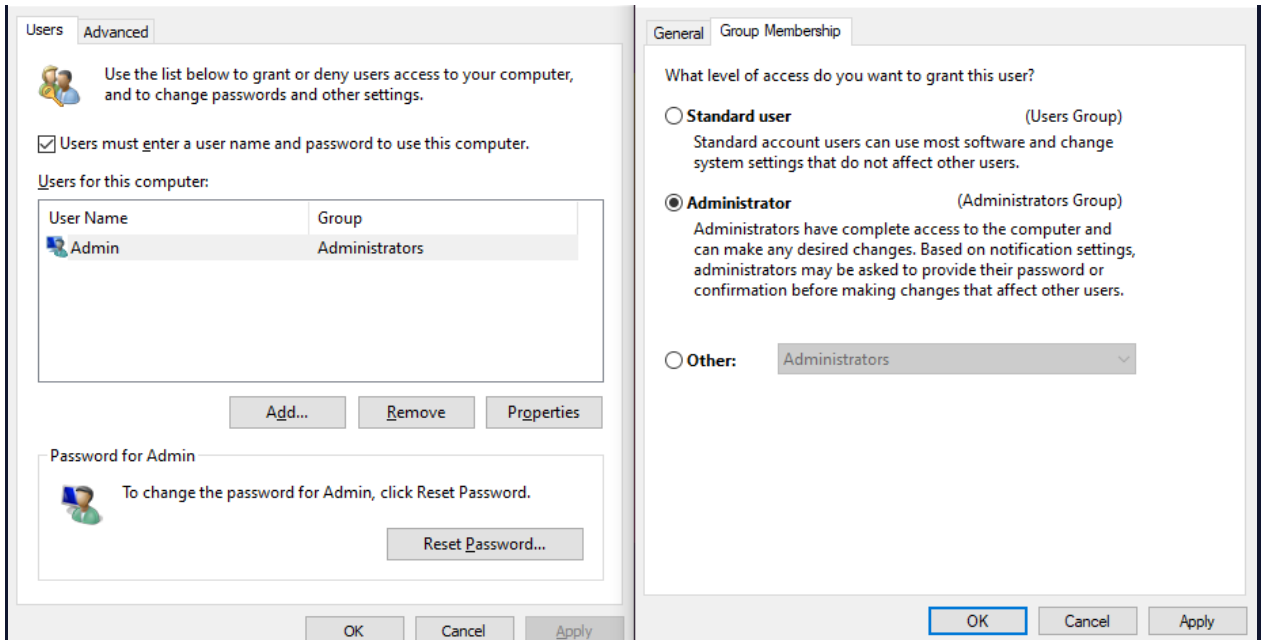 Users
Advanced
Use the list below to grant or deny users access to your computer,
and to change passwords and other settings.
Users must enter a user name and password to use this computer.
Users for this computer:
User Name
Group
Admin
Administrators
Add...
Remove
Properties
Password for Admin
To change the password for Admin, click Reset Password.
Reset Password...
OK
Cancel
Apply
General
Group Membership
What level of access do you want to grant this user?
Standard user
(Users Group)
Standard account users can use most software and change
system settings that do not affect other users.
Administrator
(Administrators Group)
Administrators have complete access to the computer and
can make any desired changes. Based on notification settings,
administrators may be asked to provide their password or
confirmation before making changes that affect other users.
Other:
Administrators
OK
Cancel
Apply